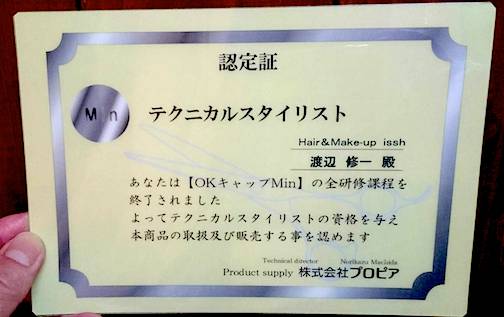 認定証
Min
テクニカルスタイリスト
Hair&Make-up issh
渡辺 修一 殿
あなたは【OKキャップMin】の全研修課程を
終了されました
よってテクニカルスタイリストの資格を与え
本商品の取扱及び販売する事を認めます
Technical director Norikazu Machida
Product supply 株式会社プロピア